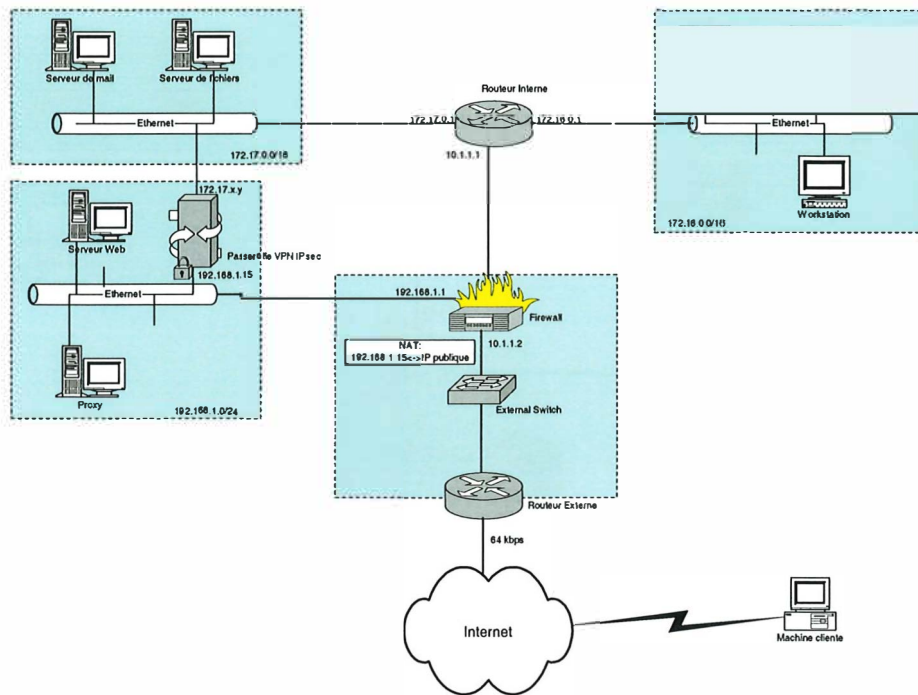 Serveur de mail
Serveur de fichiers
Ethernet
172.17.0.0/16
Routeur Interne
172.17.0.1
172.16.0.1
10.1.1.1
Ethernet
Workstation
172.16.0.0/16
172.17.x.y
Serveur Web
Passerelle VPN IPsec
192.168.1.15
Ethernet
Proxy
192.168.1.0/24
192.168.1.1
Firewall
NAT:
192.168.1.15<->IP publique
10.1.1.2
External Switch
Routeur Externe
64 kbps
Internet
Machine cliente